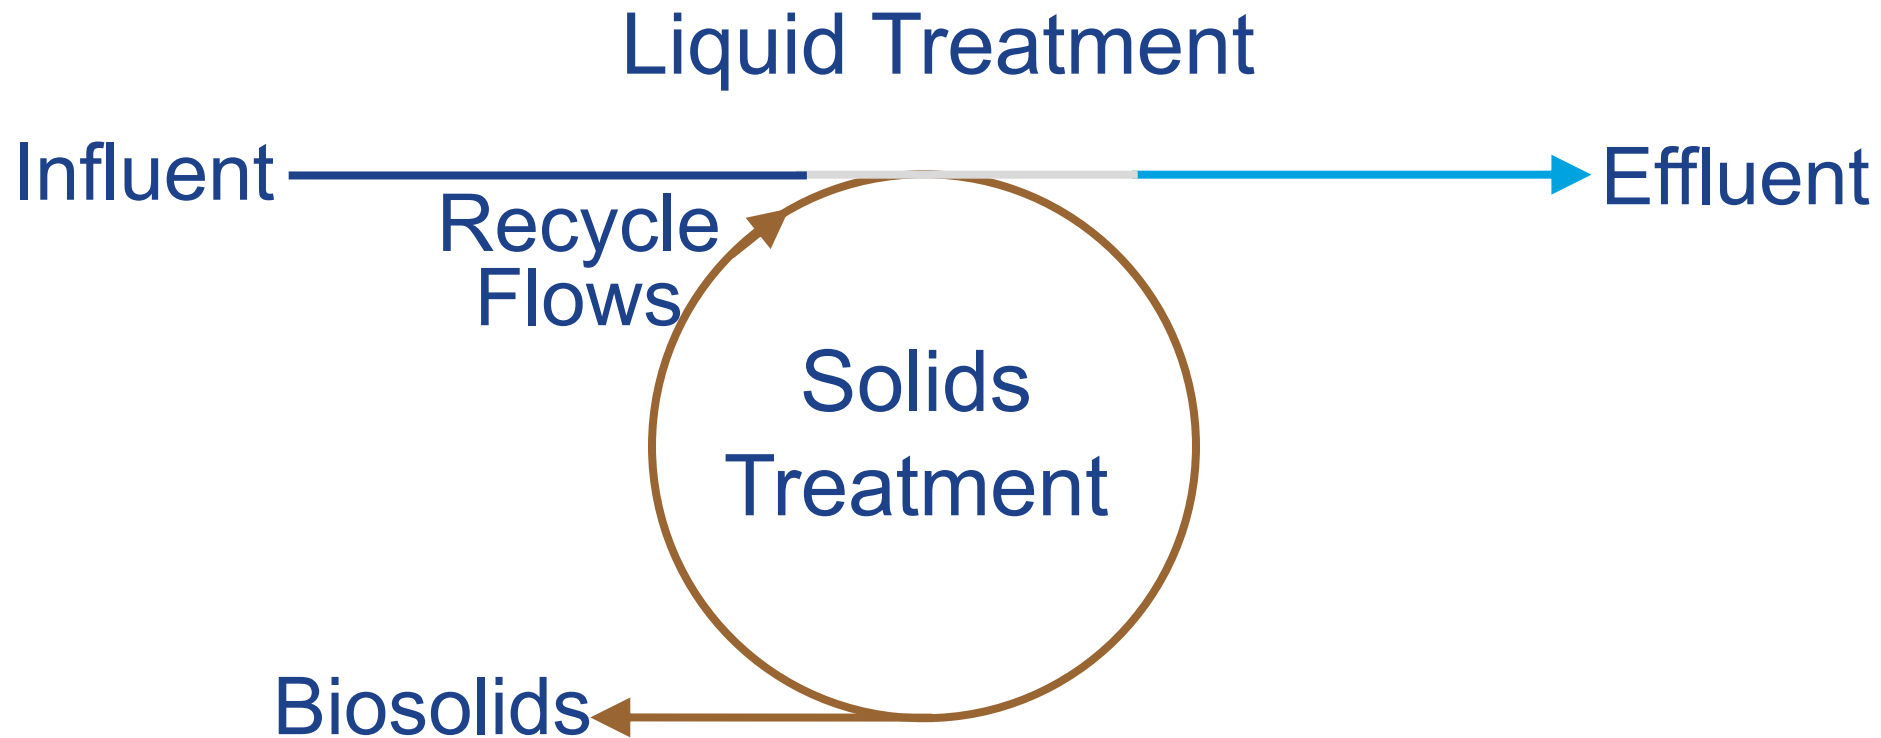 Liquid Treatment
Influent
Effluent
Recycle
Flows
Solids
Treatment
Biosolids